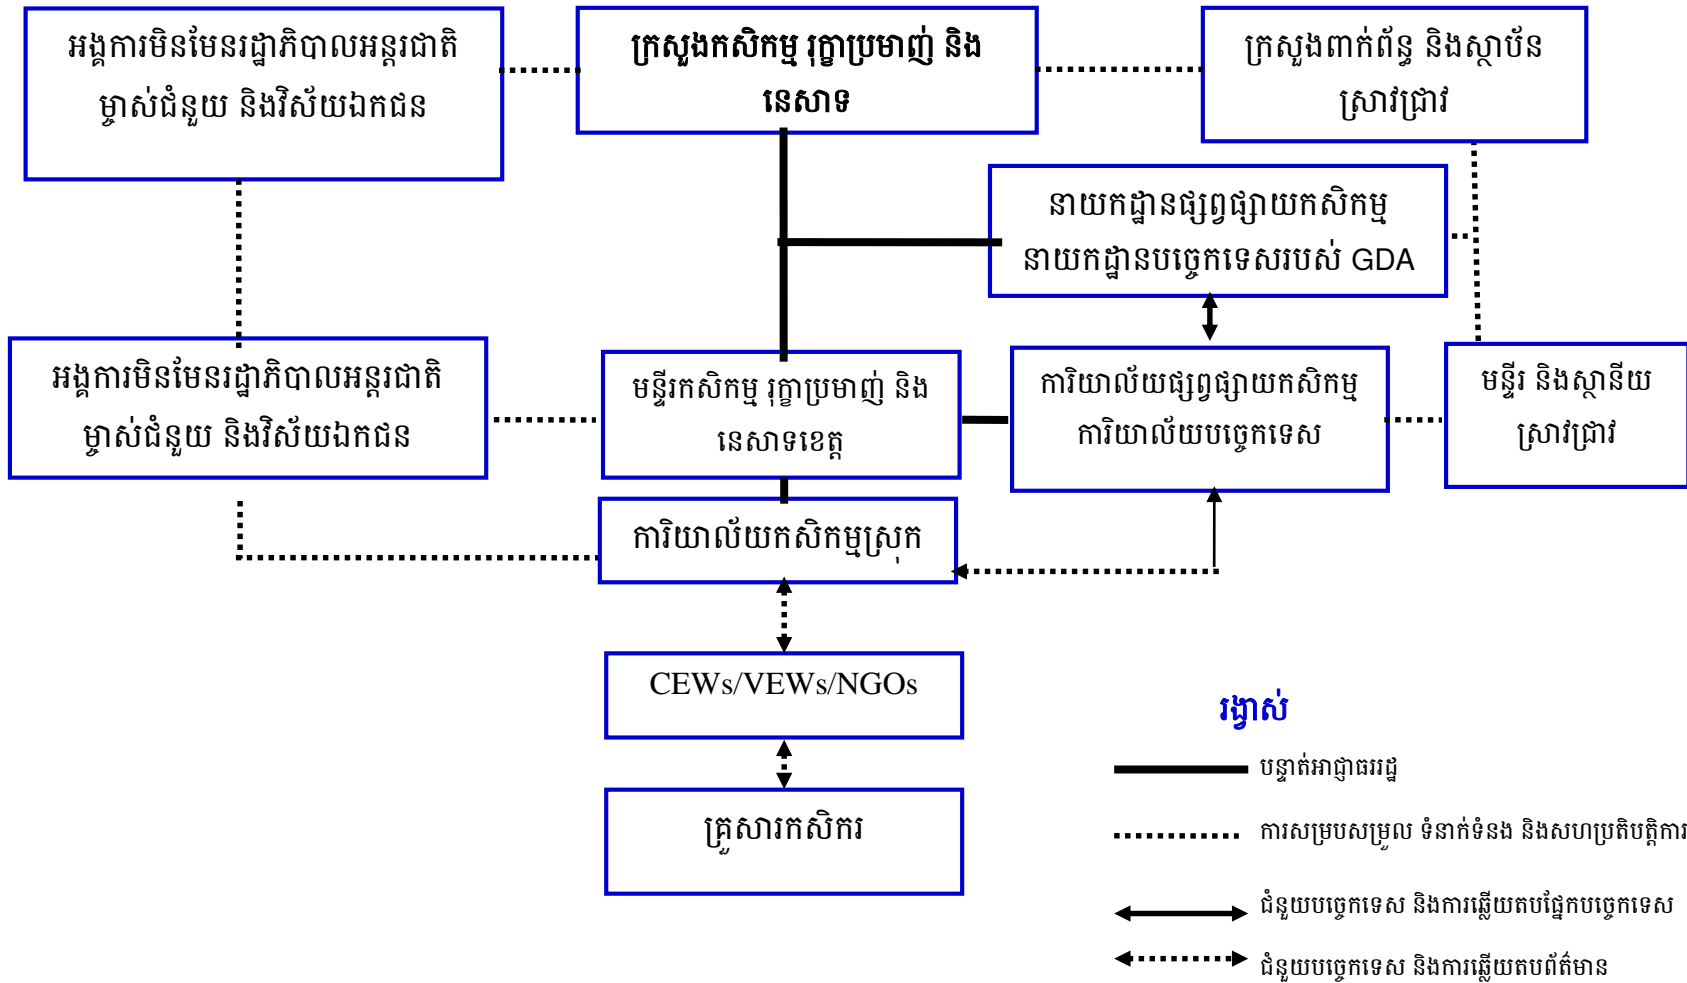 អង្គការមិនមែនរដ្ឋាភិបាលអន្តរជាតិ
ម្ចាស់ជំនួយ និងវិស័យឯកជន
ក្រសួងកសិកម្ម រុក្ខាប្រមាញ់ និង
នេសាទ
ក្រសួងពាក់ព័ន្ធ និងស្ថាប័ន
ស្រាវជ្រាវ
នាយកដ្ឋានផ្សព្វផ្សាយកសិកម្ម
នាយកដ្ឋានបច្ចេកទេសរបស់ GDA
អង្គការមិនមែនរដ្ឋាភិបាលអន្តរជាតិ
ម្ចាស់ជំនួយ និងវិស័យឯកជន
មន្ទីរកសិកម្ម រុក្ខាប្រមាញ់ និង
នេសាទខេត្ត
ការិយាល័យផ្សព្វផ្សាយកសិកម្ម
ការិយាល័យបច្ចេកទេស
មន្ទីរ និងស្ថានីយ
ស្រាវជ្រាវ
ការិយាល័យកសិកម្មស្រុក
CEWs/VEWs/NGOs
គ្រួសារកសិករ
រង្វាស់
បន្ទាត់អាជ្ញាធររដ្ឋ
ការសម្របសម្រួល ទំនាក់ទំនង និងសហប្រតិបត្តិការ
ជំនួយបច្ចេកទេស និងការឆ្លើយតបផ្នែកបច្ចេកទេស
ជំនួយបច្ចេកទេស និងការឆ្លើយតបព័ត៌មាន